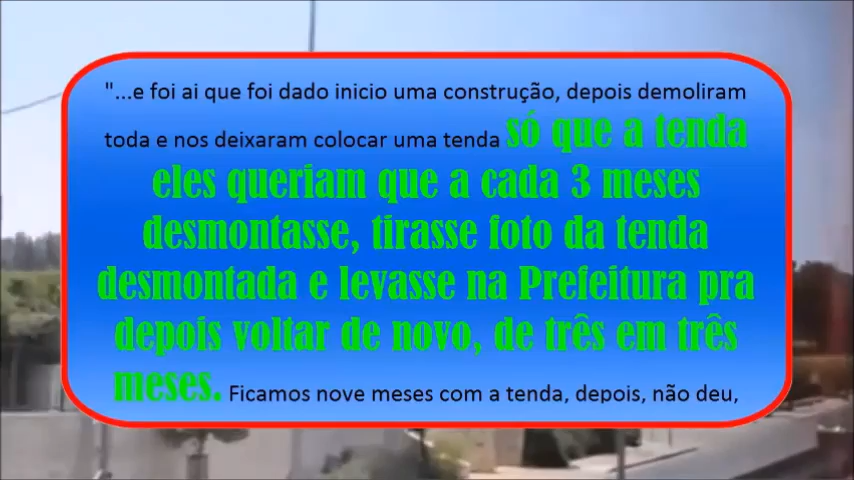 "...e foi ai que foi dado inicio uma construção, depois demoliram
toda e nos deixaram colocar uma tenda só que a tenda
eles queriam que a cada 3 meses
desmontasse, tirasse foto da tenda
desmontada e levasse na Prefeitura pra
depois voltar de novo, de três em três
meses. Ficamos nove meses com a tenda, depois, não deu,